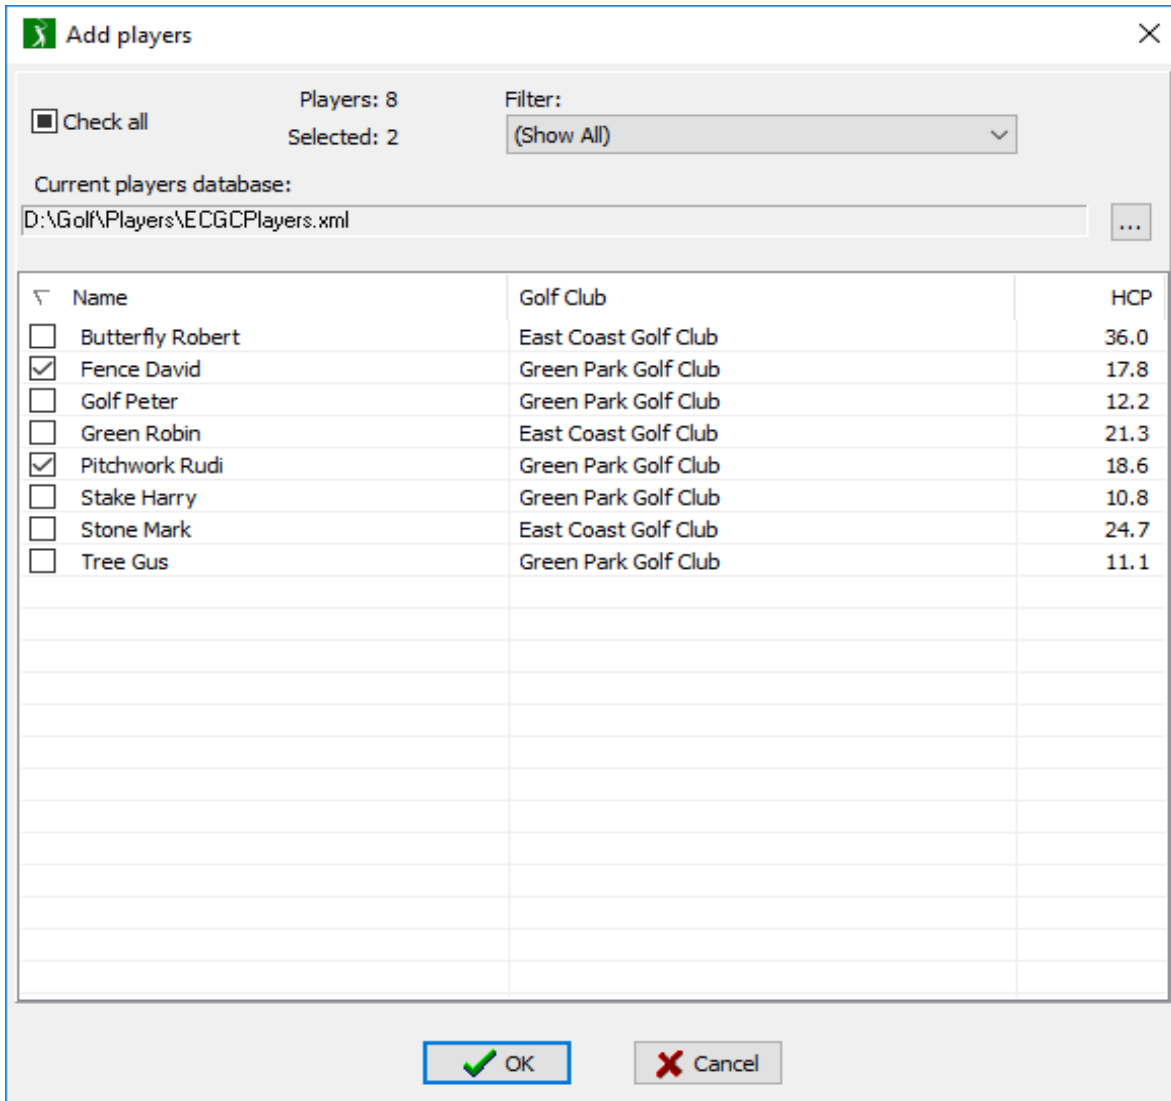 Add players
Check all
Players: 8
Selected: 2
Filter:
(Show All)
Current players database:
D:\Golf\Players\ECGCPlayers.xml
...
Name Golf Club HCP
Butterfly Robert East Coast Golf Club 36.0
Fence David Green Park Golf Club 17.8
Golf Peter Green Park Golf Club 12.2
Green Robin East Coast Golf Club 21.3
Pitchwork Rudi Green Park Golf Club 18.6
Stake Harry Green Park Golf Club 10.8
Stone Mark East Coast Golf Club 24.7
Tree Gus Green Park Golf Club 11.1
OK Cancel